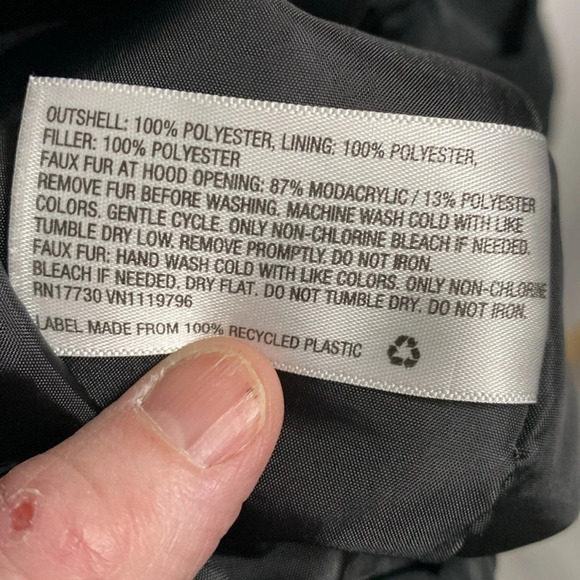 OUTSHELL: 100% POLYESTER, LINING: 100% POLYESTER,
FILLER: 100% POLYESTER
FAUX FUR AT HOOD OPENING: 87% MODACRYLIC / 13% POLYESTER
REMOVE FUR BEFORE WASHING. MACHINE WASH COLD WITH LIKE
COLORS. GENTLE CYCLE. ONLY NON-CHLORINE BLEACH IF NEEDED.
TUMBLE DRY LOW. REMOVE PROMPTLY. DO NOT IRON.
FAUX FUR: HAND WASH COLD WITH LIKE COLORS. ONLY NON-CHLORINE
BLEACH IF NEEDED. DRY FLAT. DO NOT TUMBLE DRY. DO NOT IRON.
RN17730 VN1119796
LABEL MADE FROM 100% RECYCLED PLASTIC